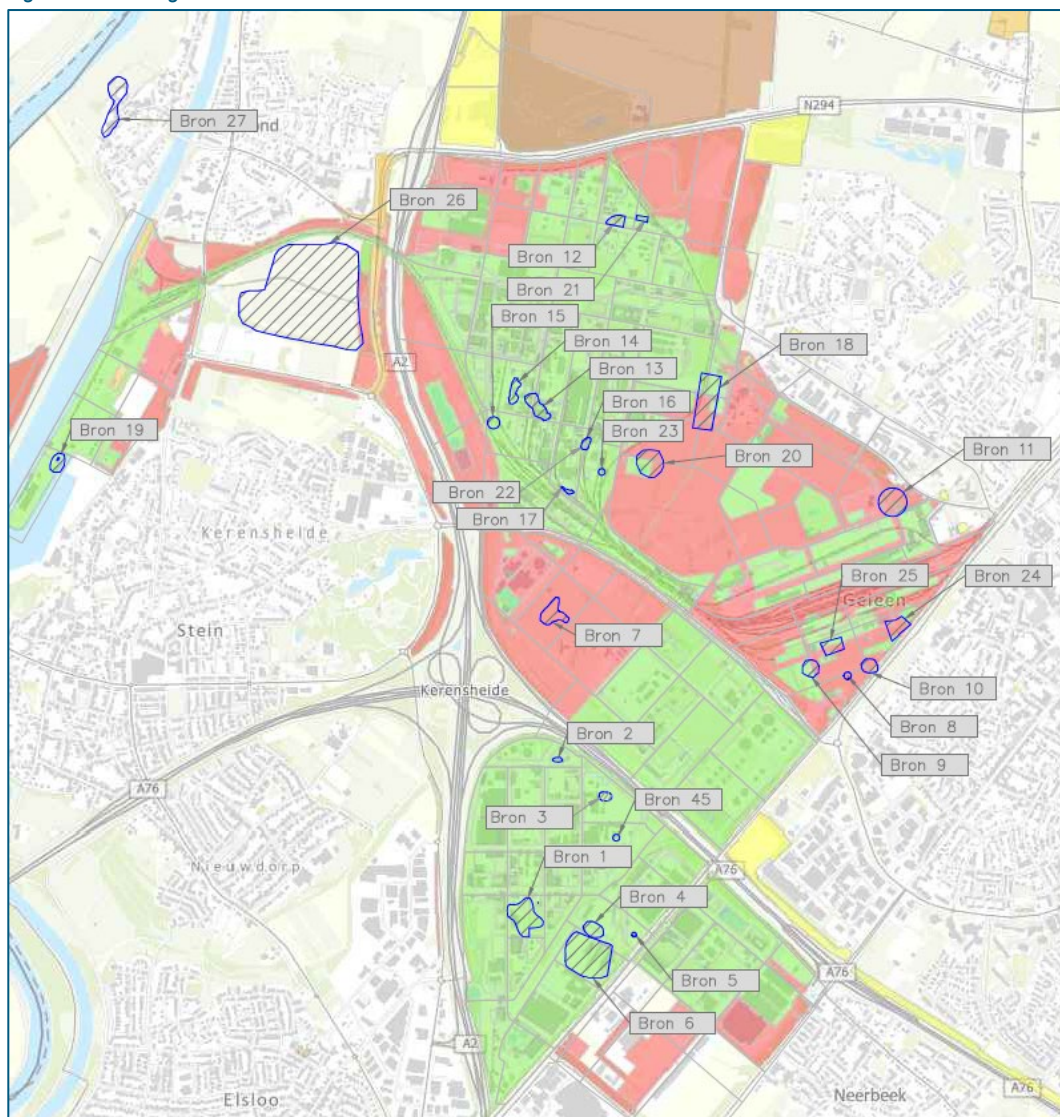 N294
Bron 27
ond
Bron 26
Bron 12
Bron 21
Bron 15
Bron 14
Bron 18
A2
Bron 13
Bron 16
Bron 23
Bron 19
Bron 20
Bron 11
Bron 22
Bron 17
Kerensheide
Bron 25
Bron 24
Geleen
Stein
Bron 7
Bron 10
Kerensheide
Bron 8
Bron 2
Bron 9
A76
Bron 45
Bron 3
Nieuwdorp
Bron 1
A76
Bron 4
A76
Bron 5
Bron 6
A2
A76
Elsloo
Neerbeek